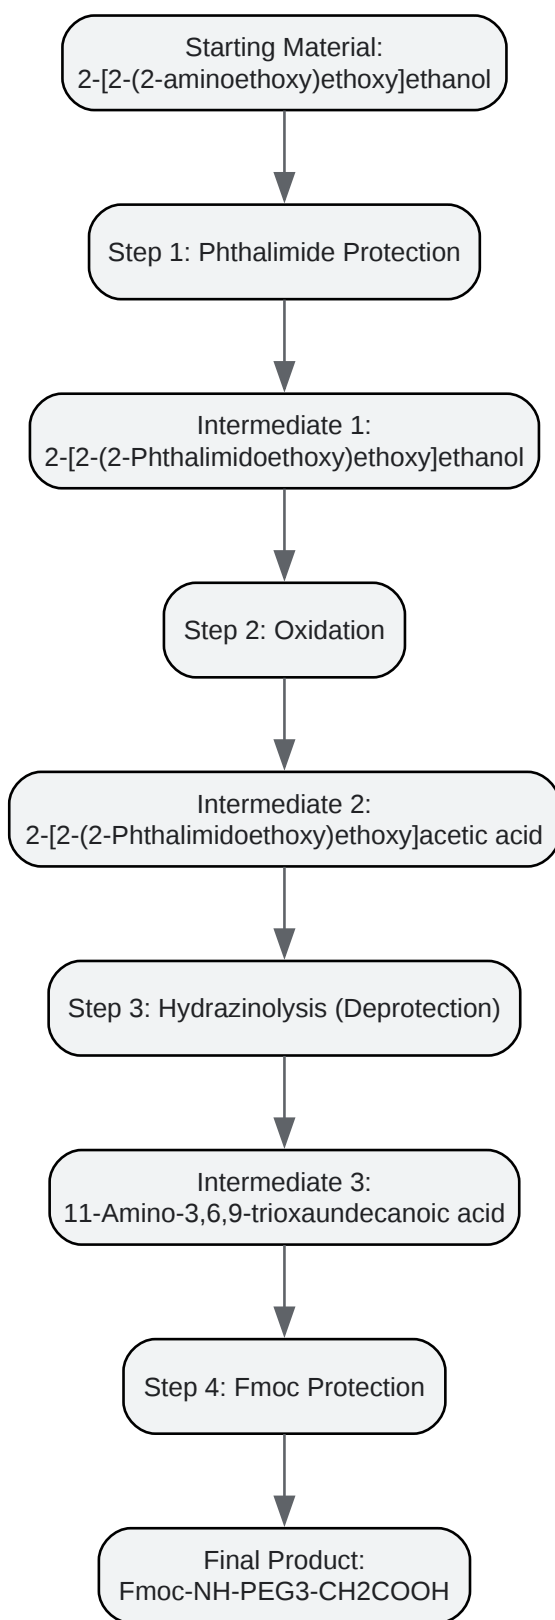 Starting Material:
2-[2-(2-aminoethoxy)ethoxy]ethanol
Step 1: Phthalimide Protection
Intermediate 1:
2-[2-(2-Phthalimidoethoxy)ethoxy]ethanol
Step 2: Oxidation
Intermediate 2:
2-[2-(2-Phthalimidoethoxy)ethoxy]acetic acid
Step 3: Hydrazinolysis (Deprotection)
Intermediate 3:
11-Amino-3,6,9-trioxaundecanoic acid
Step 4: Fmoc Protection
Final Product:
Fmoc-NH-PEG3-CH2COOH